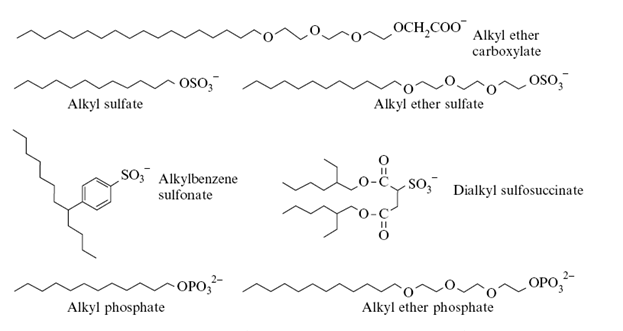 O O O OCH₂COO⁻ Alkyl ether
carboxylate
OSO₃⁻ O O O OSO₃⁻
Alkyl sulfate Alkyl ether sulfate
SO₃⁻ Alkylbenzene
sulfonate
O
O-C SO₃⁻ Dialkyl sulfosuccinate
O-C
O
OPO₃²⁻ O O O OPO₃²⁻
Alkyl phosphate Alkyl ether phosphate